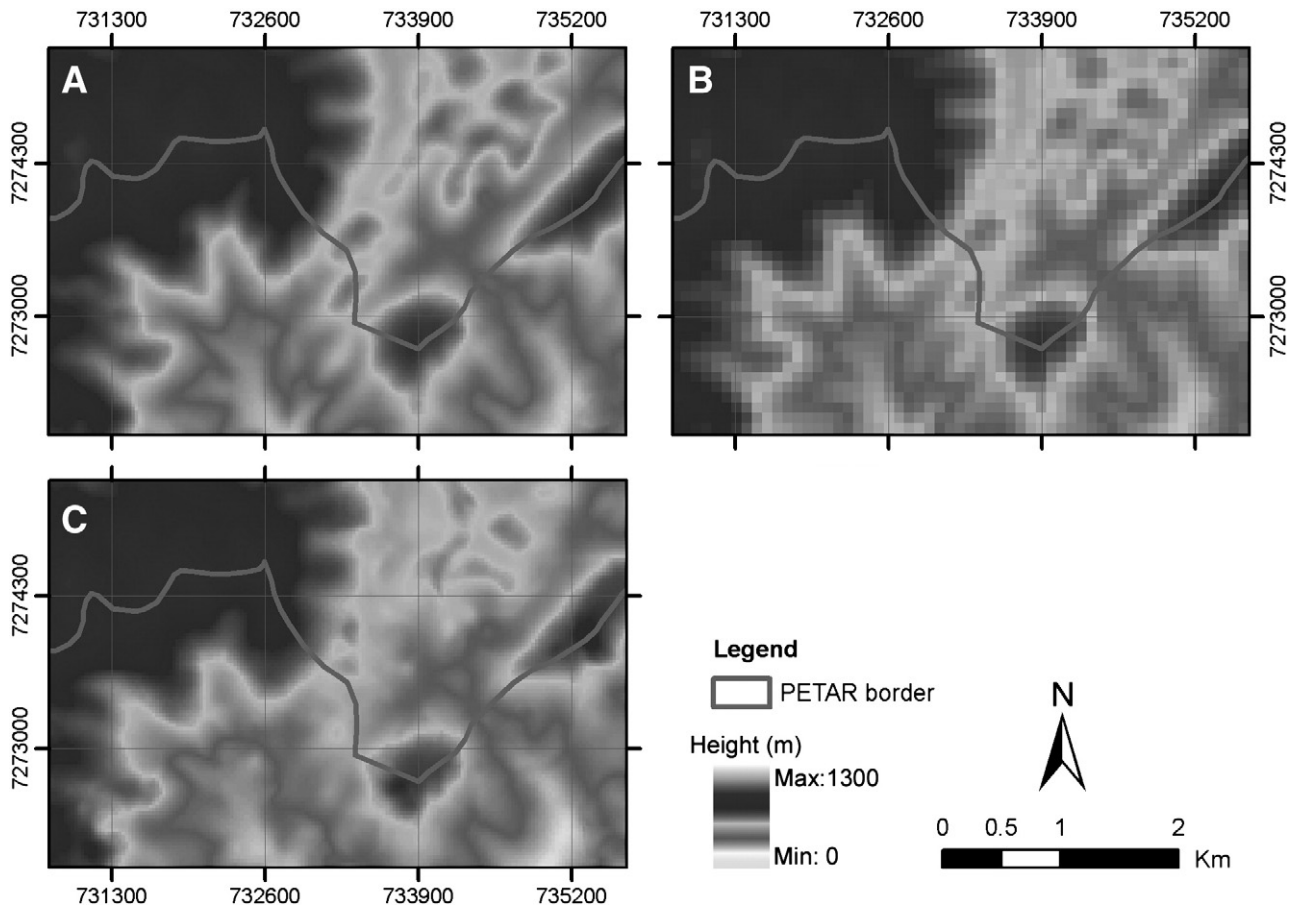 731300 732600 733900 735200 731300 732600 733900 735200
A B
7274300 7274300
7273000 7273000
C
7274300
7273000
731300 732600 733900 735200
Legend
PETAR border
Height (m)
Max:1300
Min: 0
N
0 0.5 1 2
Km